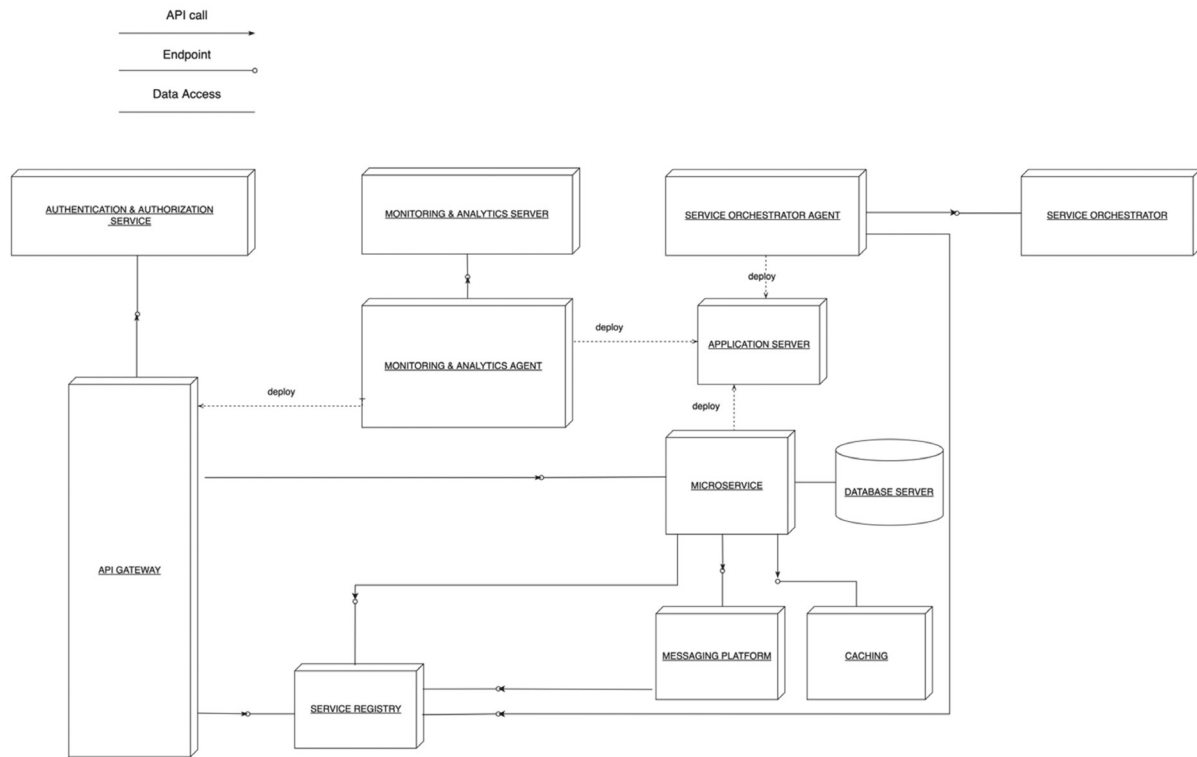 API call
Endpoint
Data Access
AUTHENTICATION & AUTHORIZATION
SERVICE
MONITORING & ANALYTICS SERVER
SERVICE ORCHESTRATOR AGENT
SERVICE ORCHESTRATOR
deploy
deploy
APPLICATION SERVER
MONITORING & ANALYTICS AGENT
deploy
deploy
MICROSERVICE
DATABASE SERVER
API GATEWAY
MESSAGING PLATFORM
CACHING
SERVICE REGISTRY